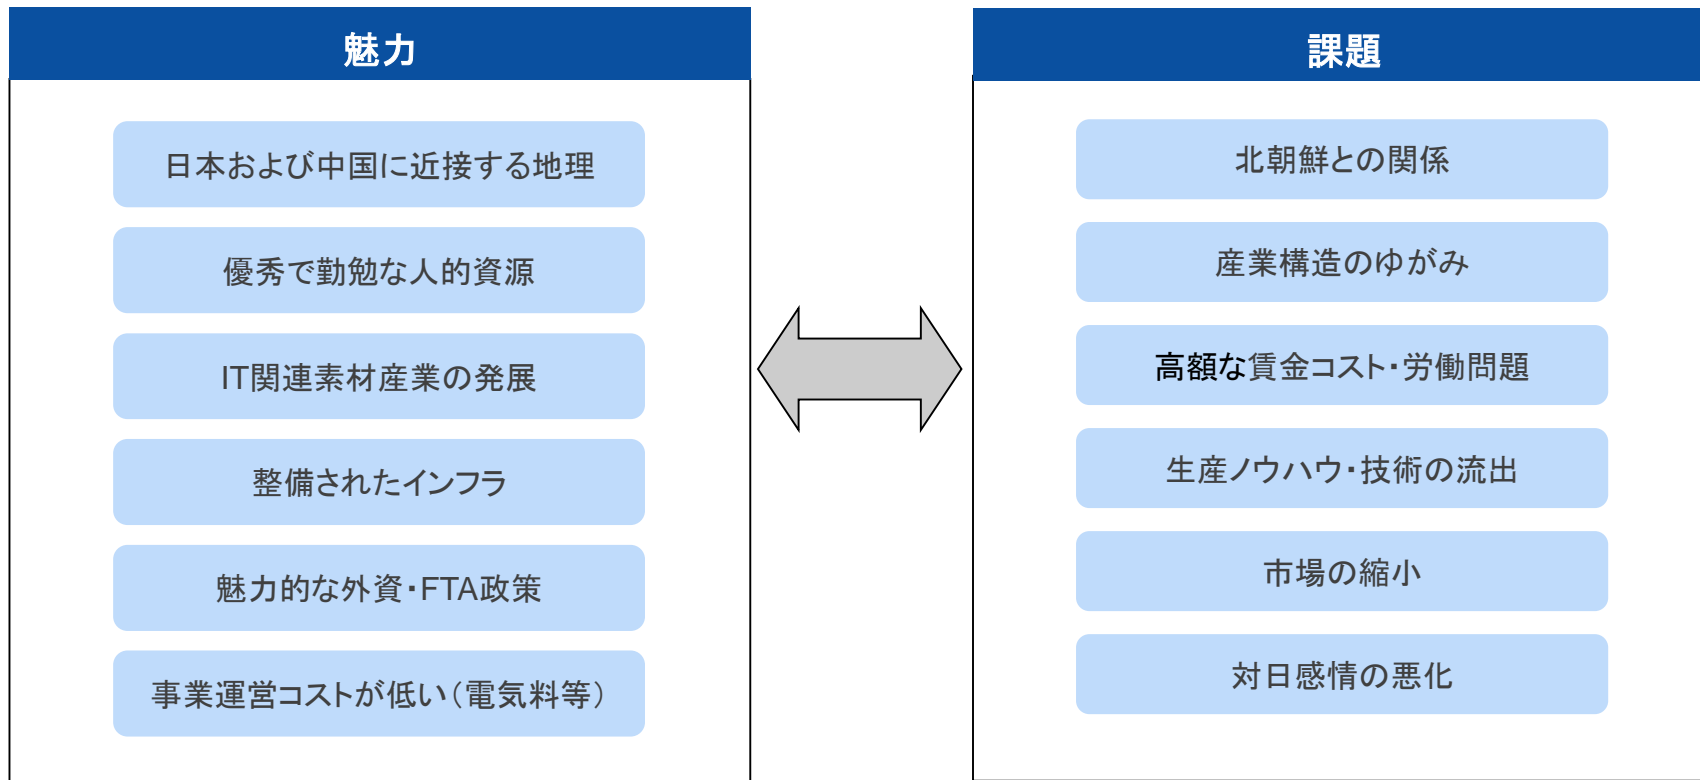 魅力
日本および中国に近接する地理
優秀で勤勉な人的資源
IT関連素材産業の発展
整備されたインフラ
魅力的な外資・FTA政策
事業運営コストが低い（電気料等）
課題
北朝鮮との関係
産業構造のゆがみ
高額な賃金コスト・労働問題
生産ノウハウ・技術の流出
市場の縮小
対日感情の悪化